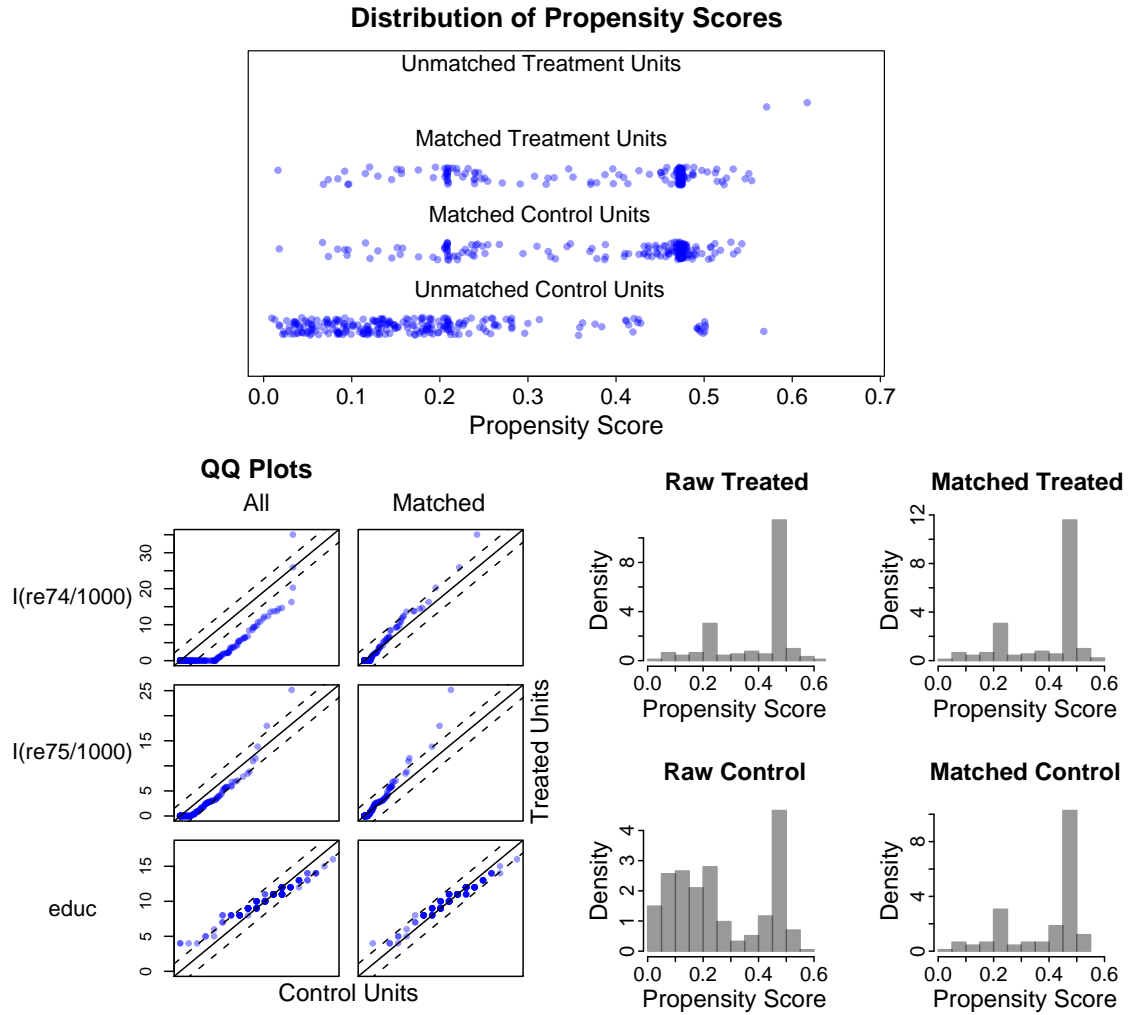 Distribution of Propensity Scores
Unmatched Treatment Units
Matched Treatment Units
Matched Control Units
Unmatched Control Units
0.0 0.1 0.2 0.3 0.4 0.5 0.6 0.7
Propensity Score
QQ Plots
All Matched
I(re74/1000)
0 10 20 30
I(re75/1000)
0 5 15 25
educ
0 5 10 15
Control Units
Treated Units
Raw Treated
Density
0 4 8
0.0 0.2 0.4 0.6
Propensity Score
Matched Treated
Density
0 4 8 12
0.0 0.2 0.4 0.6
Propensity Score
Raw Control
Density
0 1 2 3 4
0.0 0.2 0.4 0.6
Propensity Score
Matched Control
Density
0 4 8
0.0 0.2 0.4 0.6
Propensity Score